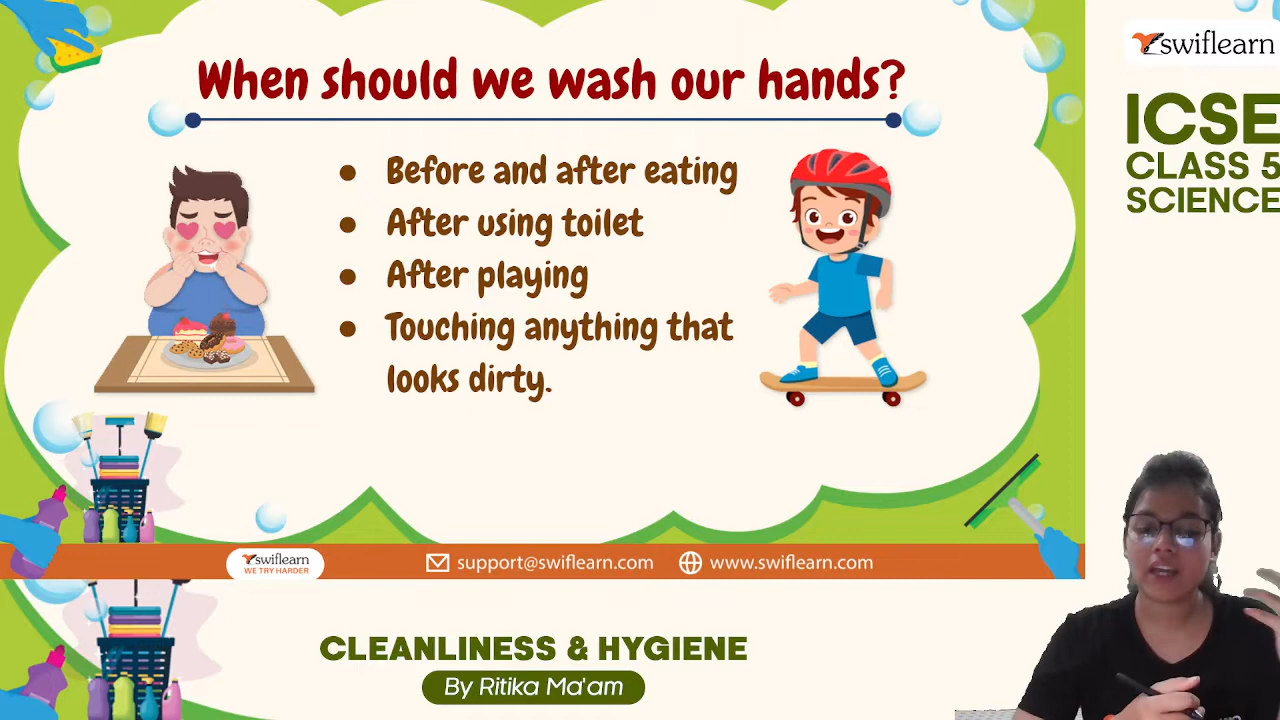 When should we wash our hands?
● Before and after eating
● After using toilet
● After playing
● Touching anything that
looks dirty.
swiflearn
WE TRY HARDER
support@swiflearn.com
www.swiflearn.com
swiflearn
ICSE
CLASS 5
SCIENCE
CLEANLINESS & HYGIENE
By Ritika Ma'am